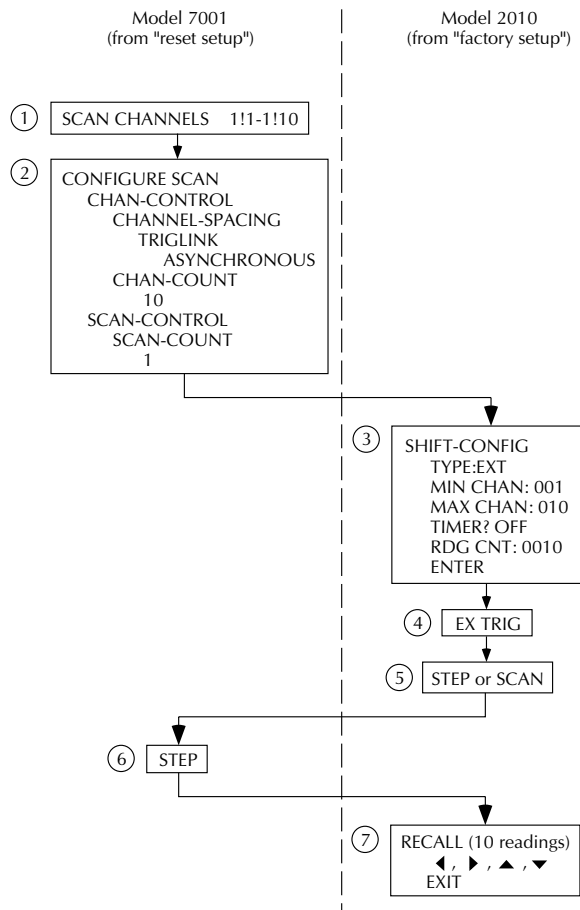 Model 7001
(from "reset setup")
Model 2010
(from "factory setup")
1
SCAN CHANNELS 1!1-1!10
2
CONFIGURE SCAN
CHAN-CONTROL
CHANNEL-SPACING
TRIGLINK
ASYNCHRONOUS
CHAN-COUNT
10
SCAN-CONTROL
SCAN-COUNT
1
3
SHIFT-CONFIG
TYPE:EXT
MIN CHAN: 001
MAX CHAN: 010
TIMER? OFF
RDG CNT: 0010
ENTER
4
EX TRIG
5
STEP or SCAN
6
STEP
7
RECALL (10 readings)
◀ , ▶ , ▲ , ▼
EXIT